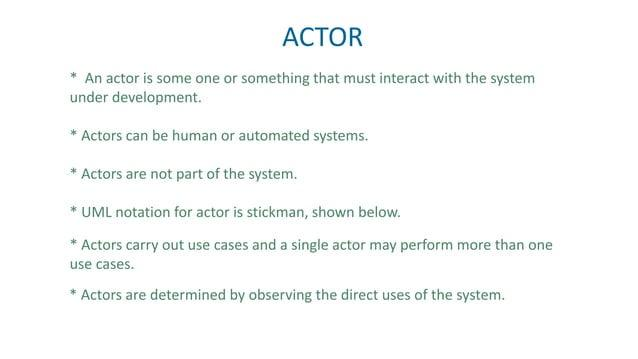 ACTOR
* An actor is some one or something that must interact with the system
under development.
* Actors can be human or automated systems.
* Actors are not part of the system.
* UML notation for actor is stickman, shown below.
* Actors carry out use cases and a single actor may perform more than one
use cases.
* Actors are determined by observing the direct uses of the system.